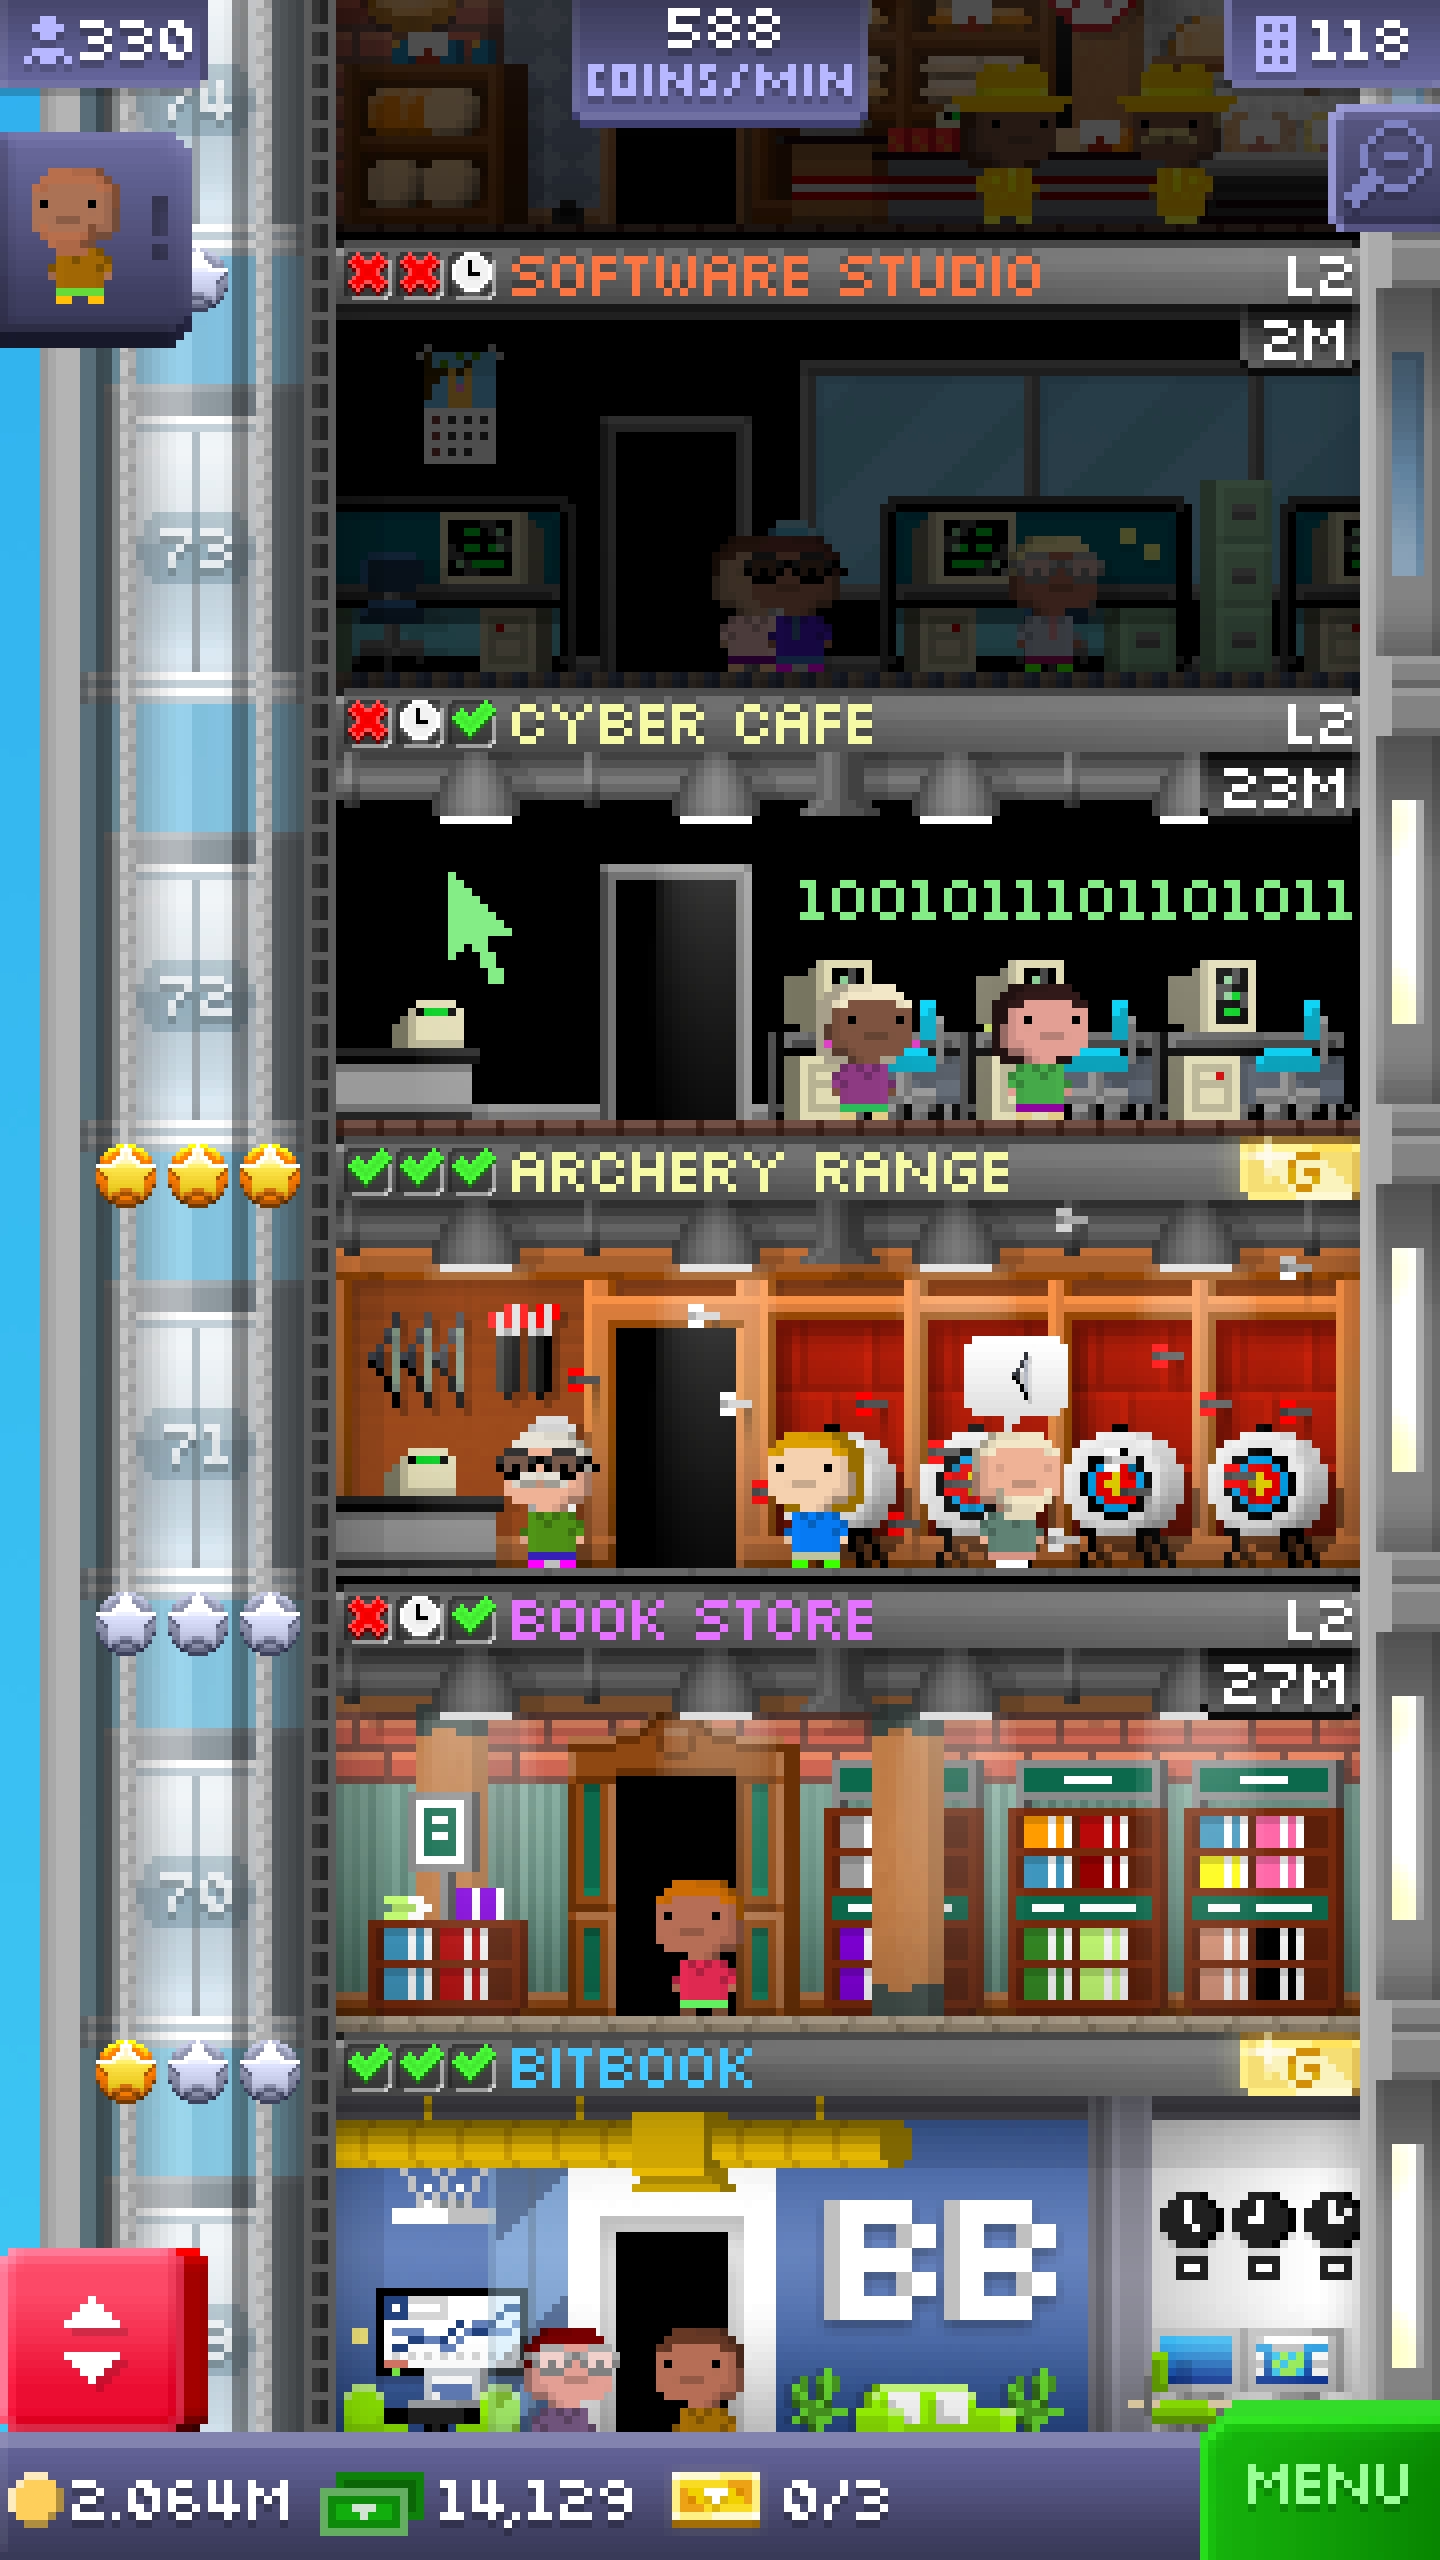 330
588
COINS/MIN
118
74
!
SOFTWARE STUDIO
L2
2M
73
CYBER CAFE
L2
23M
100101110110101011
72
ARCHERY RANGE
G
71
BOOK STORE
L2
27M
70
BITBOOK
G
BB
2.064M
14,129
0/3
MENU